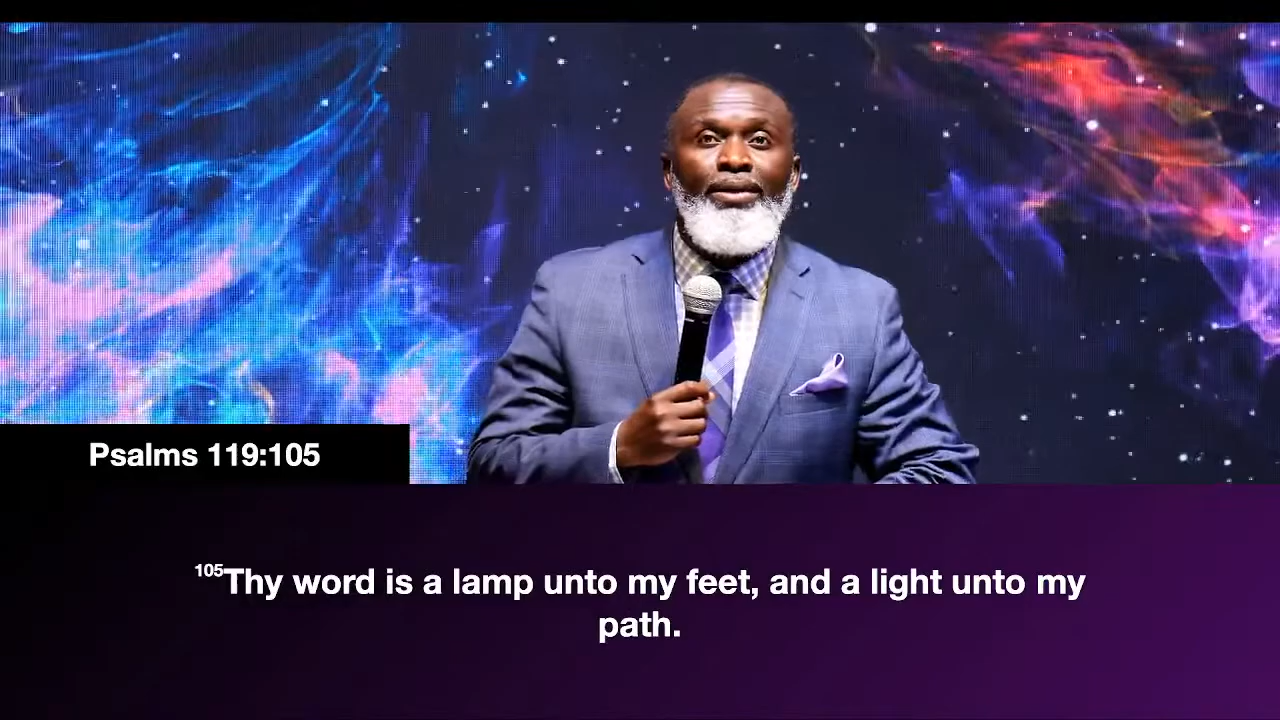 Psalms 119:105
105Thy word is a lamp unto my feet, and a light unto my
path.